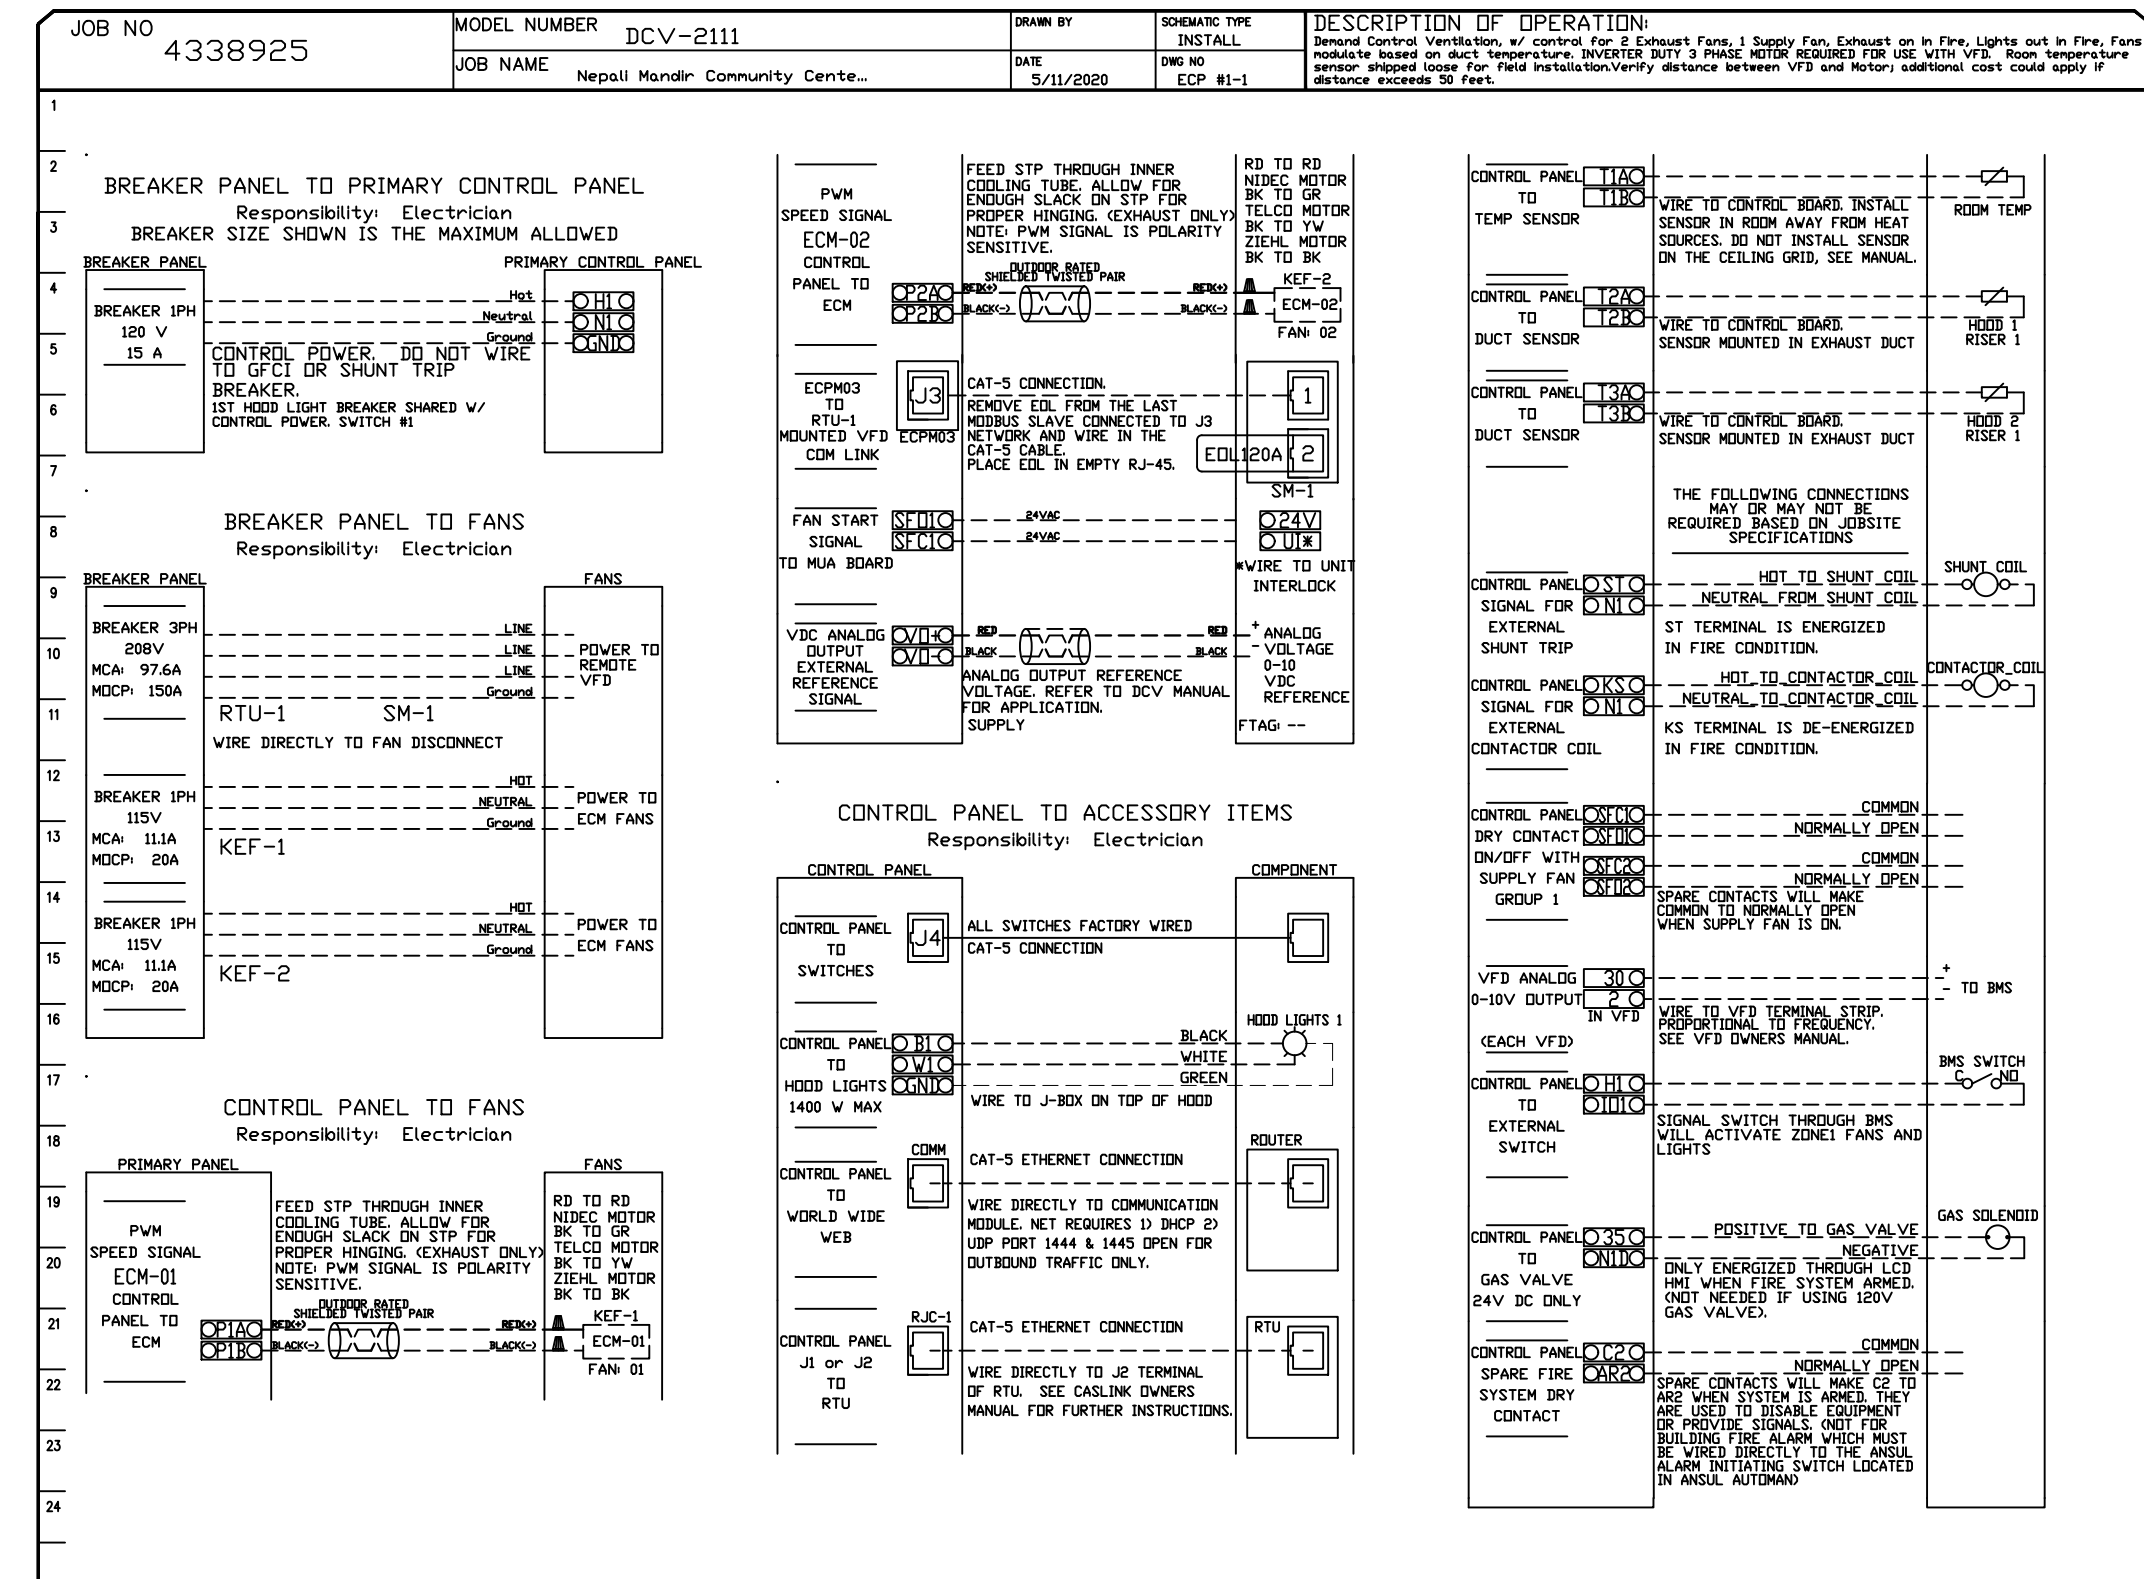 JOB NO
4338925
MODEL NUMBER
DCV-2111
JOB NAME
Nepali Mandir Community Cente...
DRAWN BY
SCHEMATIC TYPE
INSTALL
DATE
5/11/2020
DWG NO
ECP #1-1
DESCRIPTION OF OPERATION:
Demand Control Ventilation, w/ control for 2 Exhaust Fans, 1 Supply Fan, Exhaust on in Fire, Lights out in Fire, Fans
modulate based on duct temperature. INVERTER DUTY 3 PHASE MOTOR REQUIRED FOR USE WITH VFD. Room temperature
sensor shipped loose for field installation.Verify distance between VFD and Motor; additional cost could apply if
distance exceeds 50 feet.
1
2
3
4
5
6
7
8
9
10
11
12
13
14
15
16
17
18
19
20
21
22
23
24
BREAKER PANEL TO PRIMARY CONTROL PANEL
Responsibility: Electrician
BREAKER SIZE SHOWN IS THE MAXIMUM ALLOWED
BREAKER PANEL
PRIMARY CONTROL PANEL
BREAKER 1PH
120 V
15 A
Hot
H1
Neutral
N1
Ground
GND
CONTROL POWER. DO NOT WIRE
TO GFCI OR SHUNT TRIP
BREAKER.
1ST HOOD LIGHT BREAKER SHARED W/
CONTROL POWER. SWITCH #1
BREAKER PANEL TO FANS
Responsibility: Electrician
BREAKER PANEL
FANS
BREAKER 3PH
208V
MCA: 97.6A
MOCP: 150A
LINE
LINE
LINE
Ground
POWER TO
REMOTE
VFD
RTU-1 SM-1
WIRE DIRECTLY TO FAN DISCONNECT
BREAKER 1PH
115V
MCA: 11.1A
MOCP: 20A
HOT
NEUTRAL
Ground
POWER TO
ECM FANS
KEF-1
BREAKER 1PH
115V
MCA: 11.1A
MOCP: 20A
HOT
NEUTRAL
Ground
POWER TO
ECM FANS
KEF-2
CONTROL PANEL TO FANS
Responsibility: Electrician
PRIMARY PANEL
FANS
PWM
SPEED SIGNAL
ECM-01
CONTROL
PANEL TO
ECM
P1A
P1B
FEED STP THROUGH INNER
COOLING TUBE. ALLOW FOR
ENOUGH SLACK ON STP FOR
PROPER HINGING. (EXHAUST ONLY)
NOTE: PWM SIGNAL IS POLARITY
SENSITIVE.
OUTDOOR RATED
SHIELDED TWISTED PAIR
RED(+)
RED(+)
BLACK(-)
BLACK(-)
RD TO RD
NIDEC MOTOR
BK TO GR
TELCO MOTOR
BK TO YW
ZIEHL MOTOR
BK TO BK
KEF-1
ECM-01
FAN: 01
PWM
SPEED SIGNAL
ECM-02
CONTROL
PANEL TO
ECM
P2A
P2B
FEED STP THROUGH INNER
COOLING TUBE. ALLOW FOR
ENOUGH SLACK ON STP FOR
PROPER HINGING. (EXHAUST ONLY)
NOTE: PWM SIGNAL IS POLARITY
SENSITIVE.
OUTDOOR RATED
SHIELDED TWISTED PAIR
RED(+)
RED(+)
BLACK(-)
BLACK(-)
RD TO RD
NIDEC MOTOR
BK TO GR
TELCO MOTOR
BK TO YW
ZIEHL MOTOR
BK TO BK
KEF-2
ECM-02
FAN: 02
ECPM03
TO
RTU-1
MOUNTED VFD
COM LINK
J3
ECPM03
CAT-5 CONNECTION.
REMOVE EOL FROM THE LAST
MODBUS SLAVE CONNECTED TO J3
NETWORK AND WIRE IN THE
CAT-5 CABLE.
PLACE EOL IN EMPTY RJ-45.
1
EOL120A
2
SM-1
FAN START
SIGNAL
TO MUA BOARD
SFO1
SFC1
24VAC
24VAC
24V
UI*
*WIRE TO UNIT
INTERLOCK
VDC ANALOG
OUTPUT
EXTERNAL
REFERENCE
SIGNAL
VO+
VO-
RED
RED
BLACK
BLACK
ANALOG OUTPUT REFERENCE
VOLTAGE. REFER TO DCV MANUAL
FOR APPLICATION.
SUPPLY
+ ANALOG
- VOLTAGE
0-10
VDC
REFERENCE
FTAG: --
CONTROL PANEL TO ACCESSORY ITEMS
Responsibility: Electrician
CONTROL PANEL
COMPONENT
CONTROL PANEL
TO
SWITCHES
J4
ALL SWITCHES FACTORY WIRED
CAT-5 CONNECTION
CONTROL PANEL
TO
HOOD LIGHTS
1400 W MAX
B1
W1
GND
BLACK
WHITE
GREEN
WIRE TO J-BOX ON TOP OF HOOD
HOOD LIGHTS 1
CONTROL PANEL
TO
WORLD WIDE
WEB
COMM
CAT-5 ETHERNET CONNECTION
WIRE DIRECTLY TO COMMUNICATION
MODULE. NET REQUIRES 1) DHCP 2)
UDP PORT 1444 & 1445 OPEN FOR
OUTBOUND TRAFFIC ONLY.
ROUTER
CONTROL PANEL
J1 or J2
TO
RTU
RJC-1
CAT-5 ETHERNET CONNECTION
WIRE DIRECTLY TO J2 TERMINAL
OF RTU. SEE CASLINK OWNERS
MANUAL FOR FURTHER INSTRUCTIONS.
RTU
CONTROL PANEL
TO
TEMP SENSOR
T1A
T1B
WIRE TO CONTROL BOARD. INSTALL
SENSOR IN ROOM AWAY FROM HEAT
SOURCES. DO NOT INSTALL SENSOR
ON THE CEILING GRID, SEE MANUAL.
ROOM TEMP
CONTROL PANEL
TO
DUCT SENSOR
T2A
T2B
WIRE TO CONTROL BOARD.
SENSOR MOUNTED IN EXHAUST DUCT
HOOD 1
RISER 1
CONTROL PANEL
TO
DUCT SENSOR
T3A
T3B
WIRE TO CONTROL BOARD.
SENSOR MOUNTED IN EXHAUST DUCT
HOOD 2
RISER 1
THE FOLLOWING CONNECTIONS
MAY OR MAY NOT BE
REQUIRED BASED ON JOBSITE
SPECIFICATIONS
CONTROL PANEL
SIGNAL FOR
EXTERNAL
SHUNT TRIP
ST
N1
HOT TO SHUNT COIL
NEUTRAL FROM SHUNT COIL
ST TERMINAL IS ENERGIZED
IN FIRE CONDITION.
SHUNT COIL
CONTROL PANEL
SIGNAL FOR
EXTERNAL
CONTACTOR COIL
KS
N1
HOT TO CONTACTOR COIL
NEUTRAL TO CONTACTOR COIL
KS TERMINAL IS DE-ENERGIZED
IN FIRE CONDITION.
CONTACTOR COIL
CONTROL PANEL
DRY CONTACT
ON/OFF WITH
SUPPLY FAN
GROUP 1
SFC1
SFO1
SFC2
SFO2
COMMON
NORMALLY OPEN
COMMON
NORMALLY OPEN
SPARE CONTACTS WILL MAKE
COMMON TO NORMALLY OPEN
WHEN SUPPLY FAN IS ON.
VFD ANALOG
0-10V OUTPUT
(EACH VFD)
30
2
IN VFD
WIRE TO VFD TERMINAL STRIP.
PROPORTIONAL TO FREQUENCY.
SEE VFD OWNERS MANUAL.
+
- TO BMS
CONTROL PANEL
TO
EXTERNAL
SWITCH
H1
IO1
SIGNAL SWITCH THROUGH BMS
WILL ACTIVATE ZONE1 FANS AND
LIGHTS
BMS SWITCH
C NO
CONTROL PANEL
TO
GAS VALVE
24V DC ONLY
35
N1D
POSITIVE TO GAS VALVE
NEGATIVE
ONLY ENERGIZED THROUGH LCD
HMI WHEN FIRE SYSTEM ARMED.
(NOT NEEDED IF USING 120V
GAS VALVE).
GAS SOLENOID
CONTROL PANEL
SPARE FIRE
SYSTEM DRY
CONTACT
C2
AR2
COMMON
NORMALLY OPEN
SPARE CONTACTS WILL MAKE C2 TO
AR2 WHEN SYSTEM IS ARMED. THEY
ARE USED TO DISABLE EQUIPMENT
OR PROVIDE SIGNALS. (NOT FOR
BUILDING FIRE ALARM WHICH MUST
BE WIRED DIRECTLY TO THE ANSUL
ALARM INITIATING SWITCH LOCATED
IN ANSUL AUTOMAN)